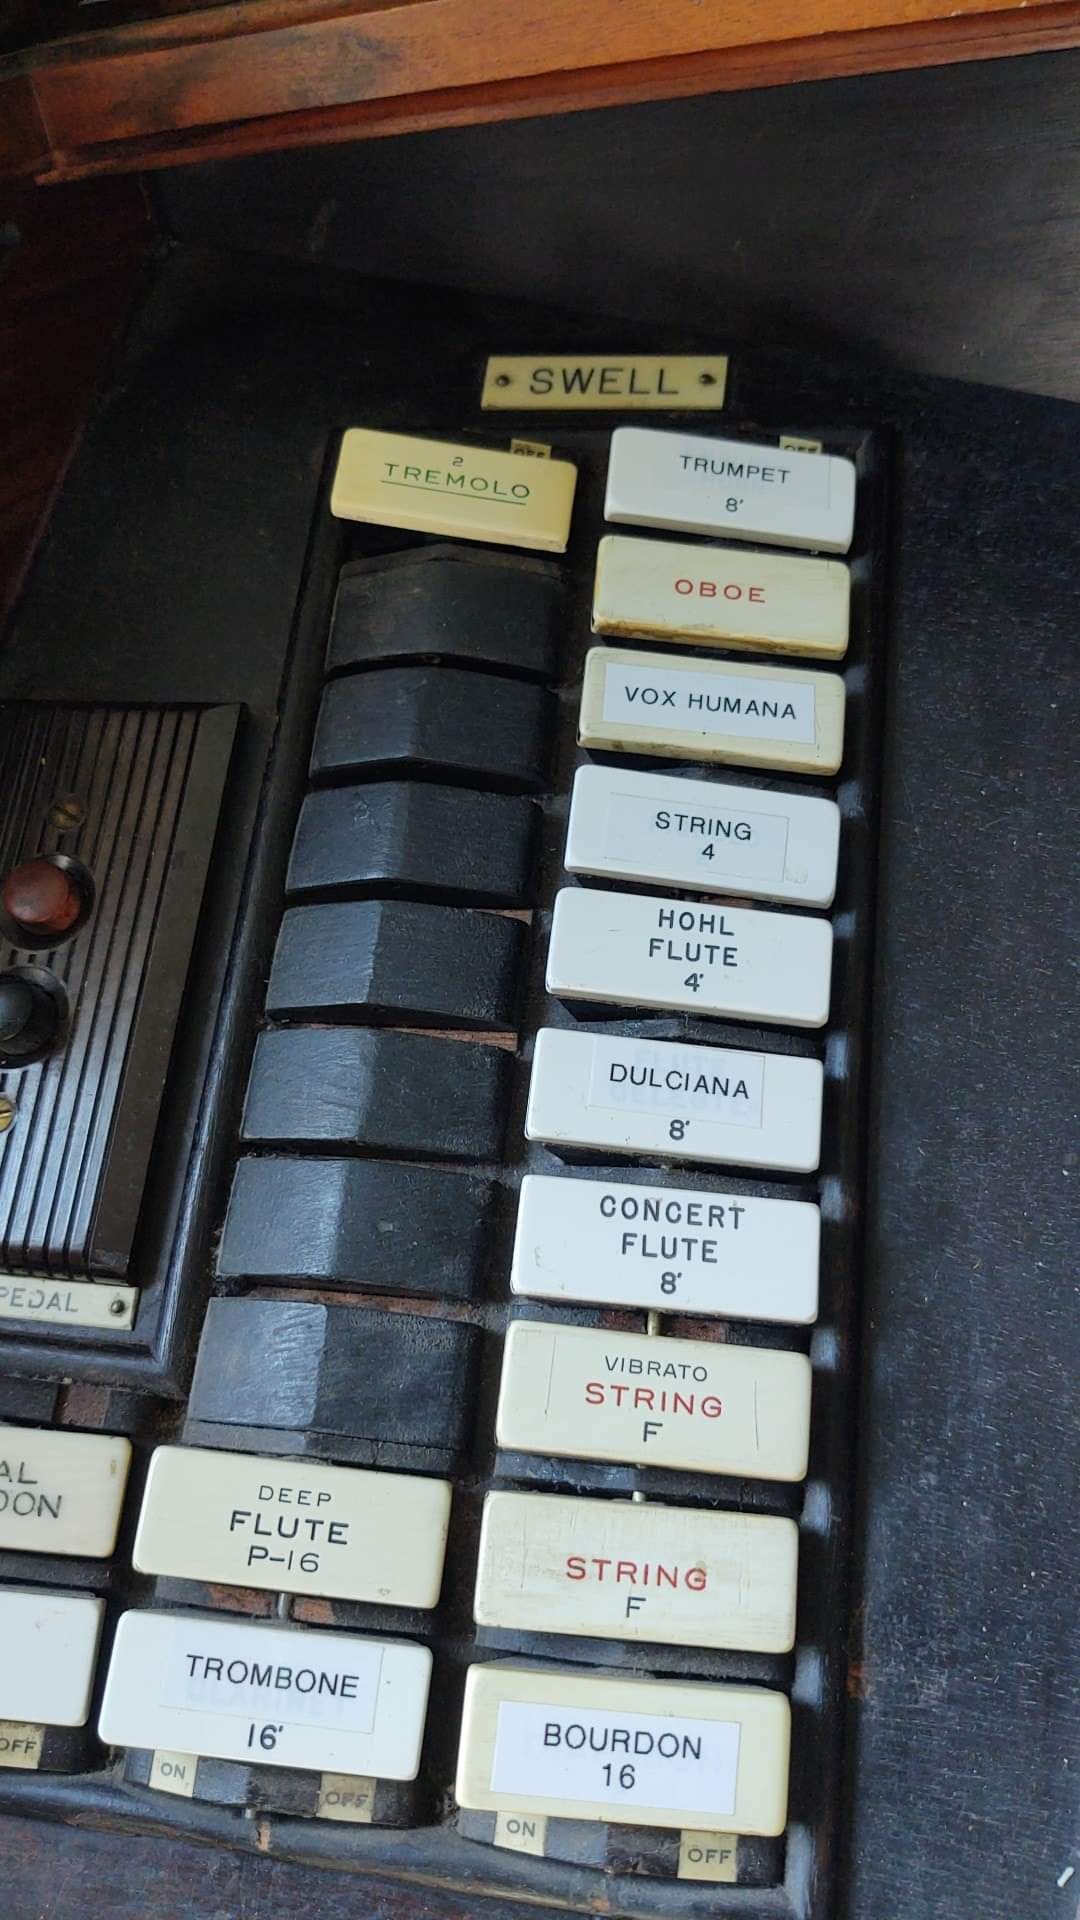 SWELL
2
TREMOLO
OFF
TRUMPET
8'
OFF
OBOE
VOX HUMANA
STRING
4
HOHL
FLUTE
4'
DULCIANA
8'
CONCERT
FLUTE
8'
VIBRATO
STRING
F
STRING
F
BOURDON
16
ON
OFF
PEDAL
DEEP
FLUTE
P-16
TROMBONE
16'
ON
OFF
OFF